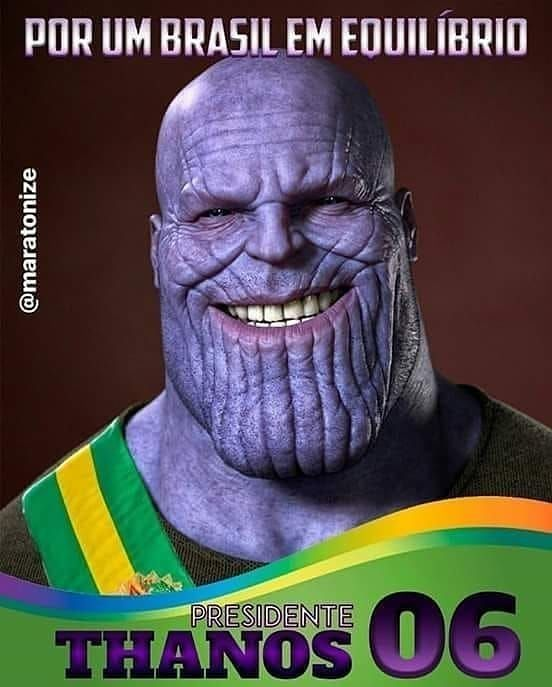 POR UM BRASIL EM EQUILÍBRIO
@maratonize
PRESIDENTE
THANOS 06